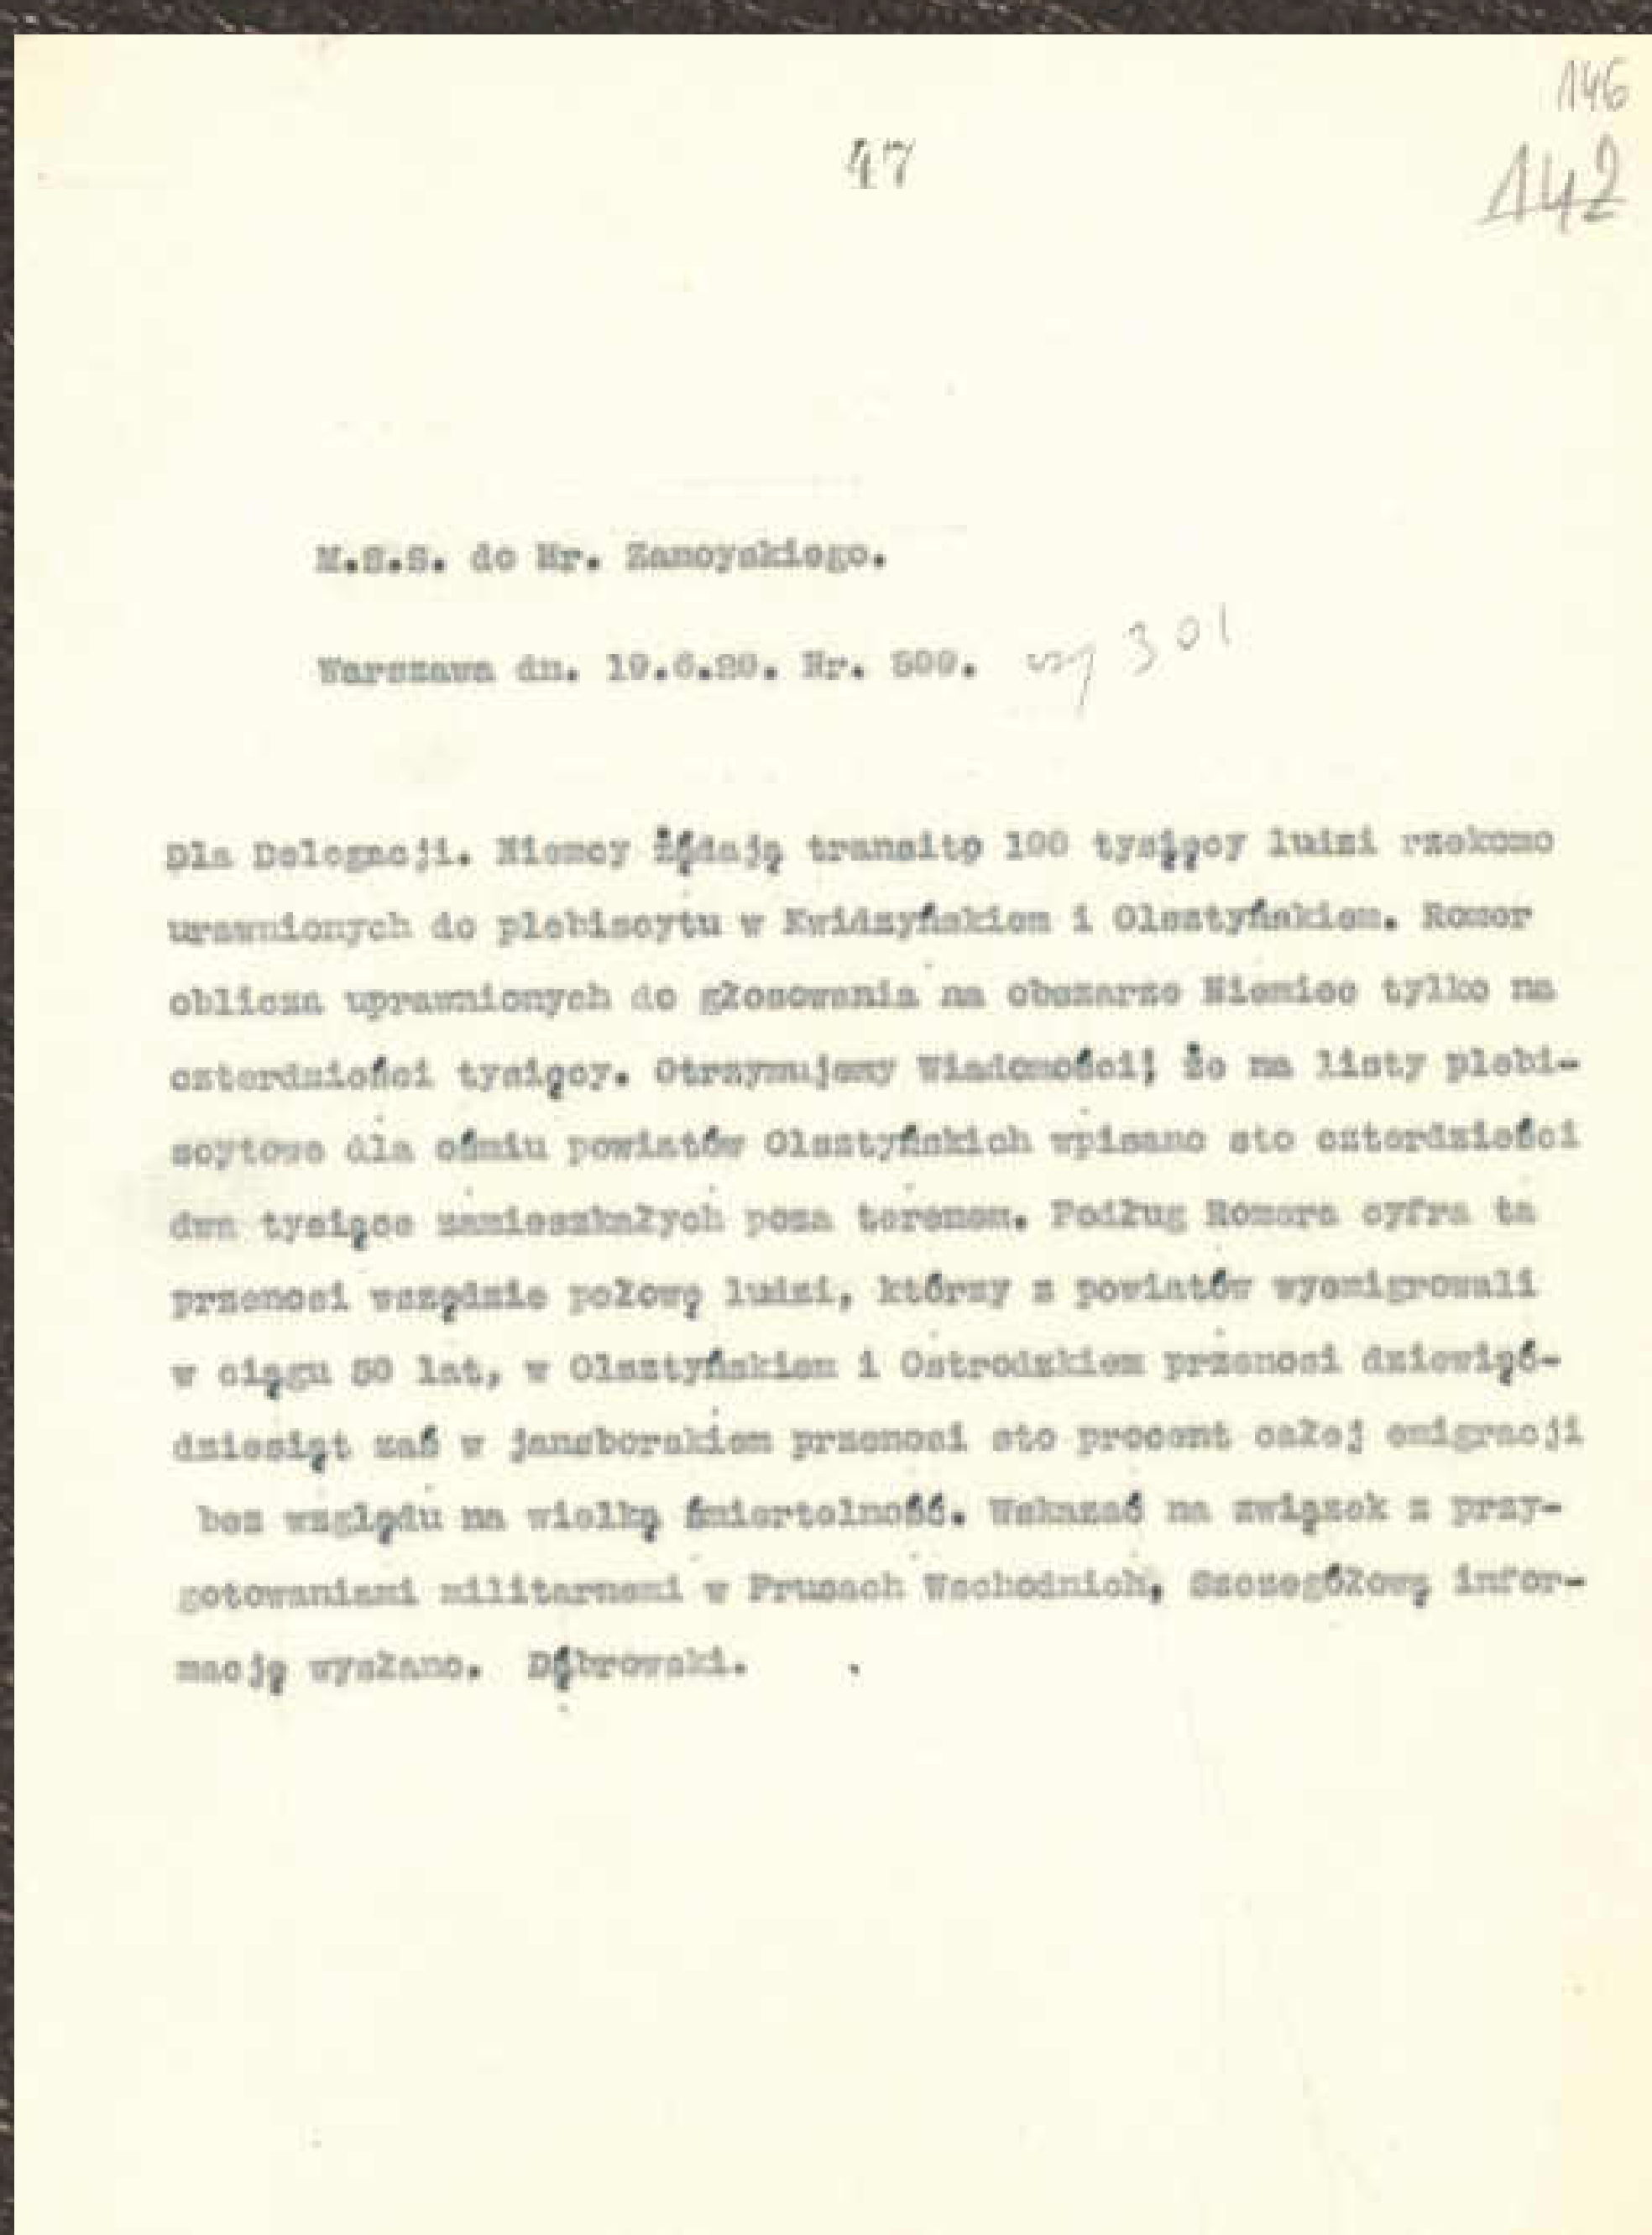 146
47
142
M.S.S. do Hr. Zamoyskiego.
Warszawa dn. 19.6.20. Nr. 509.
301
Dla Delegacji. Niemcy żądają transitp 100 tysięcy ludzi rzekomo
urawnionych do plebiscytu w Kwidzyńskiem i Olsztyńskiem. Romer
oblicza uprawnionych do głosowania na obszarze Niemiec tylko na
czterdzieści tysięcy. Otrzymujemy Wiadomości! że na listy plebi-
scytowe dla ośmiu powiatów Olsztyńskich wpisano sto czterdzieści
dwa tysiące zamieszkałych poza terenem. Podług Romera cyfra ta
przenosi wszędzie połowę ludzi, którzy z powiatów wyemigrowali
w ciągu 50 lat, w Olsztyńskiem i Ostrodzkiem przenosi dziewięć-
dziesiąt zaś w jansborskiem przenosi sto procent całej emigracji
bez względu na wielką śmiertelność. Wskazać na związek z przy-
gotowaniami militarnemi w Prusach Wschodnich, Szczegółową infor-
mację wysłano. Dąbrowski.